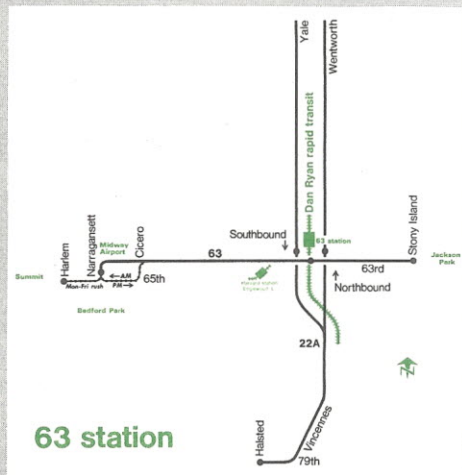 Yale
Wentworth
Dan Ryan rapid transit
Southbound
63 station
Stony Island
Jackson
Park
Harlem
Narragansett
Midway
Airport
Cicero
63
63rd
Northbound
Summit
AM
PM
65th
Mon-Fri rush
Bedford Park
22A
N
Vincennes
Halsted
79th
63 station